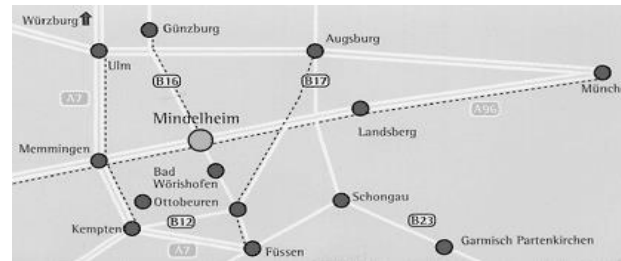 Würzburg
Günzburg
Augsburg
Ulm
B16
B17
A7
Münch
Mindelheim
A96
Landsberg
Memmingen
Bad
Wörishofen
Ottobeuren
Schongau
B12
B23
Kempten
A7
Füssen
Garmisch Partenkirchen